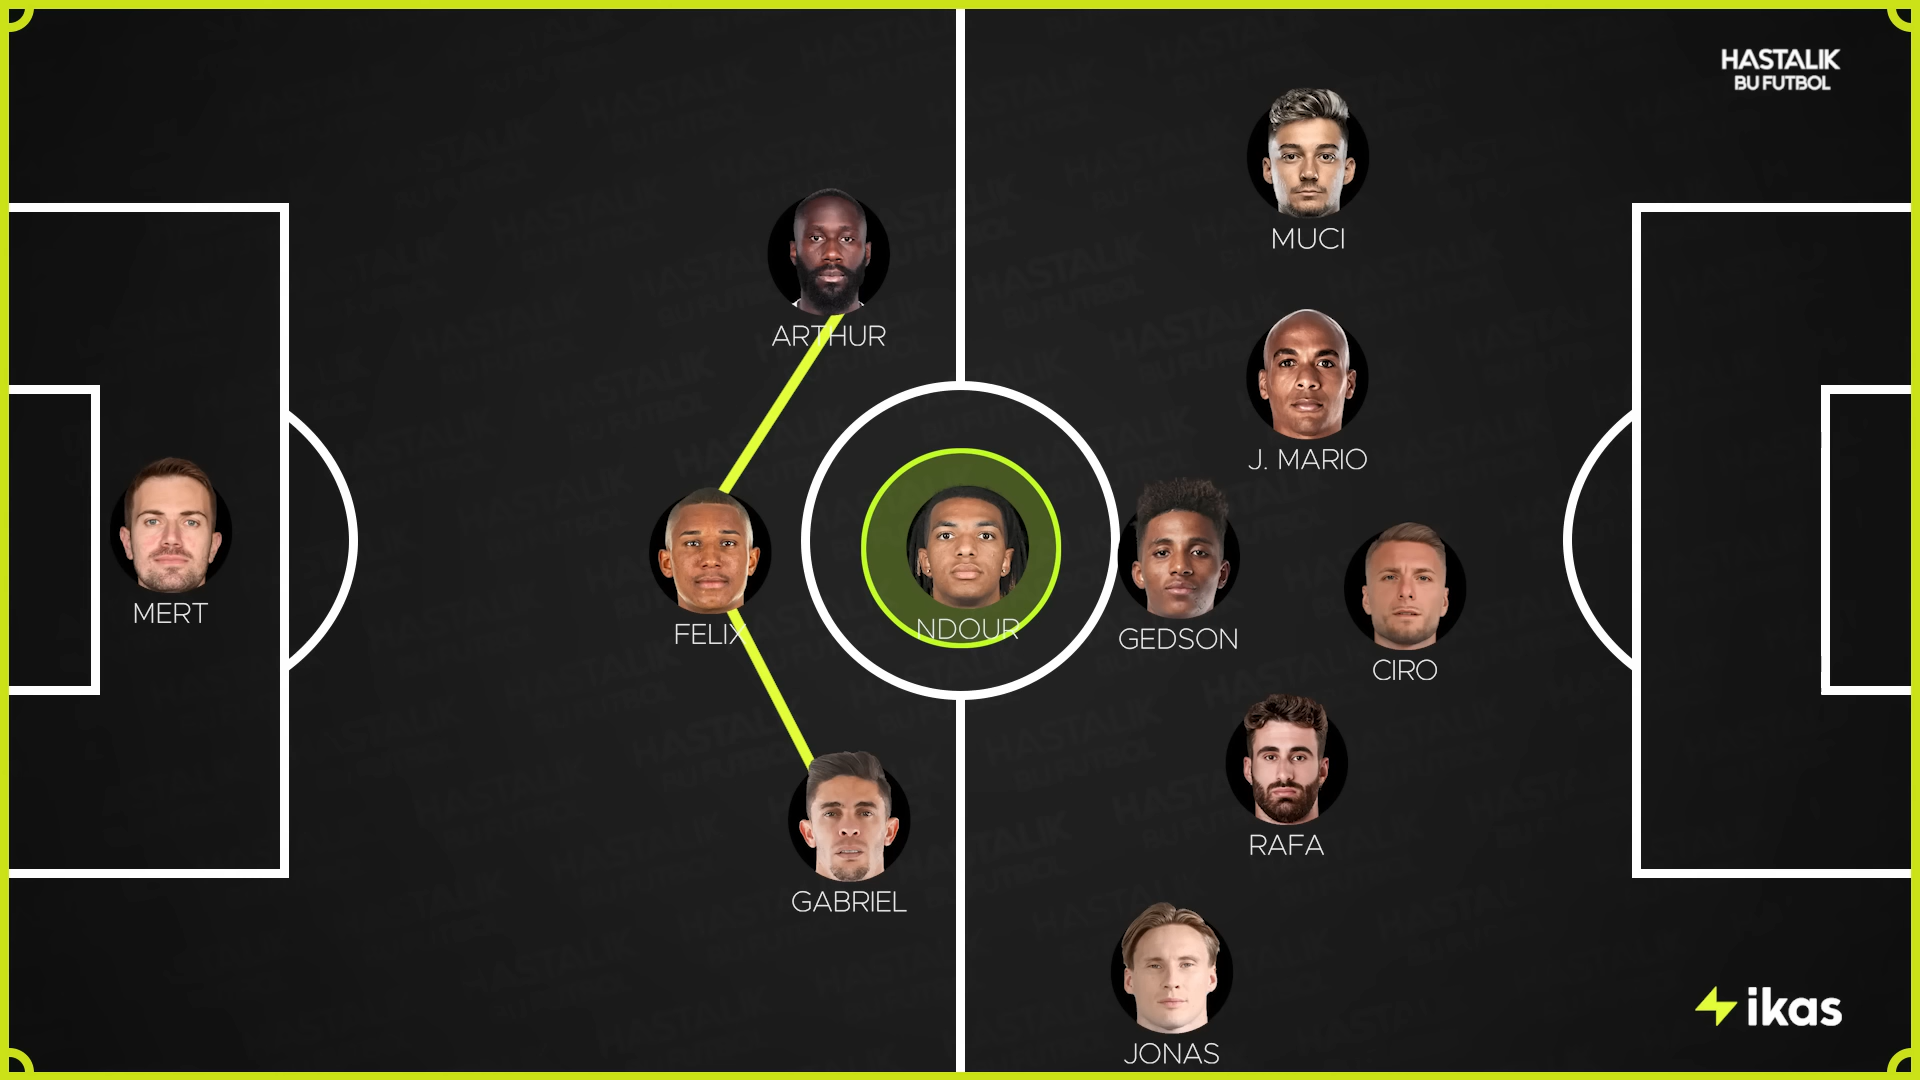 HASTALIK
BU FUTBOL
MUCI
ARTHUR
J. MARIO
MERT
FELIX
NDOUR
GEDSON
CIRO
RAFA
GABRIEL
JONAS
ikas